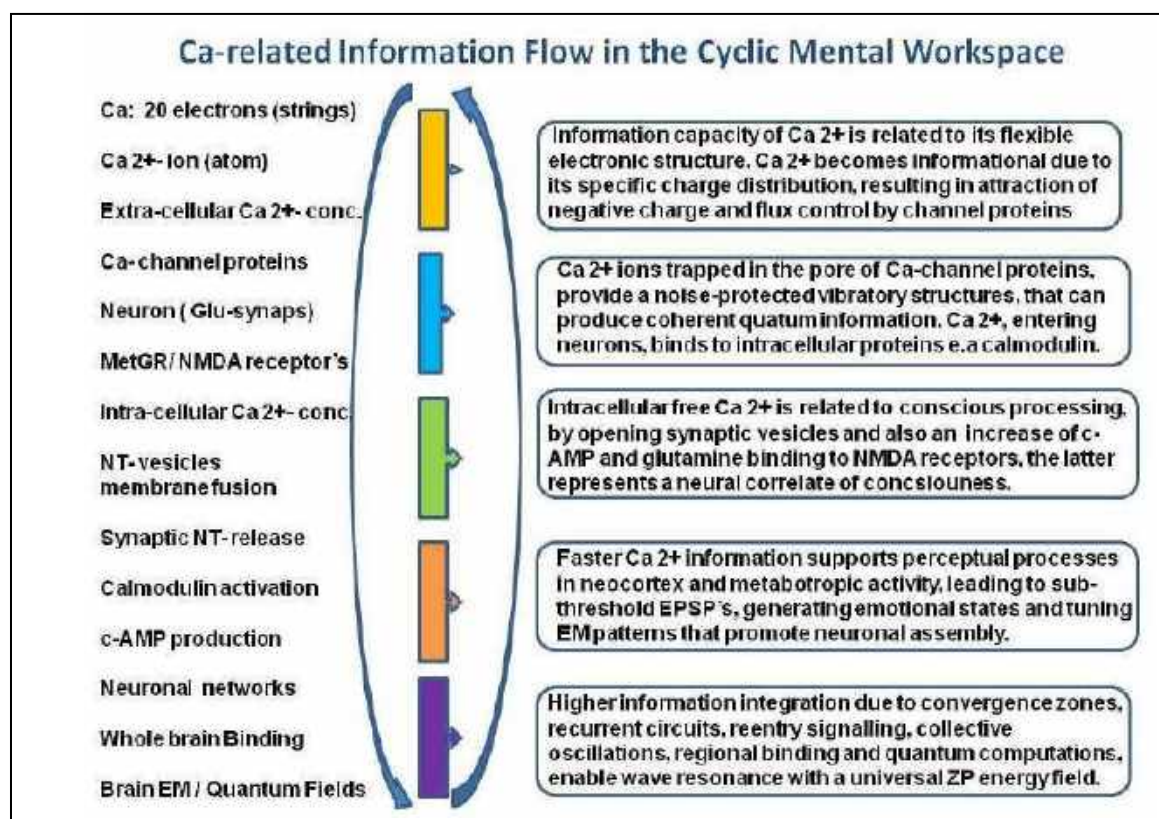 Ca-related Information Flow in the Cyclic Mental Workspace
Ca: 20 electrons (strings)
Ca 2+- ion (atom)
Extra-cellular Ca 2+- conc.
Ca- channel proteins
Neuron ( Glu-synaps)
MetGR/ NMDA receptor's
Intra-cellular Ca 2+- conc.
NT- vesicles
membrane fusion
Synaptic NT- release
Calmodulin activation
c-AMP production
Neuronal networks
Whole brain Binding
Brain EM / Quantum Fields
Information capacity of Ca 2+ is related to its flexible
electronic structure. Ca 2+ becomes informational due to
its specific charge distribution, resulting in attraction of
negative charge and flux control by channel proteins
Ca 2+ ions trapped in the pore of Ca-channel proteins,
provide a noise-protected vibratory structures, that can
produce coherent quatum information. Ca 2+, entering
neurons, binds to intracellular proteins e.a calmodulin.
Intracellular free Ca 2+ is related to conscious processing,
by opening synaptic vesicles and also an increase of c-
AMP and glutamine binding to NMDA receptors, the latter
represents a neural correlate of concsiouness.
Faster Ca 2+ information supports perceptual processes
in neocortex and metabotropic activity, leading to sub-
threshold EPSP's, generating emotional states and tuning
EM patterns that promote neuronal assembly.
Higher information integration due to convergence zones,
recurrent circuits, reentry signalling, collective
oscillations, regional binding and quantum computations,
enable wave resonance with a universal ZP energy field.